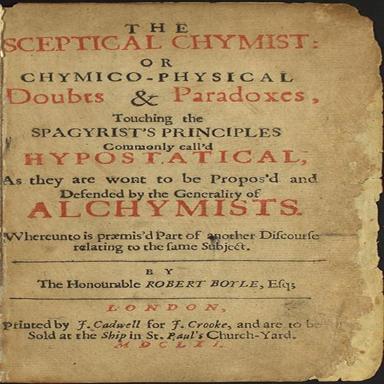 THE
SCEPTICAL CHYMIST:
OR
CHYMICO-PHYSICAL
Doubts & Paradoxes,
Touching the
SPAGYRIST'S PRINCIPLES
Commonly call'd
HYPOSTATICAL,
As they are wont to be Propos'd and
Defended by the Generality of
ALCHYMISTS.
Whereunto is præmis'd Part of another Discourse
relating to the same Subject.
BY
The Honourable ROBERT BOYLE, Esq;
LONDON,
Printed by J. Cadwell for J. Crooke, and are to be
Sold at the Ship in St. Paul's Church-Yard.
MDCLXI.